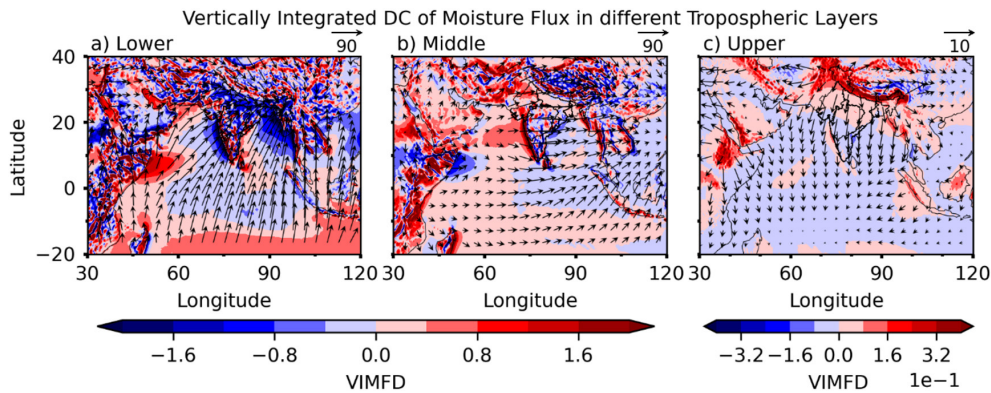 Vertically Integrated DC of Moisture Flux in different Tropospheric Layers
a) Lower 90 b) Middle 90 c) Upper 10
40
20
0
−20
Latitude
30 60 90 120 30 60 90 120 30 60 90 120
Longitude Longitude Longitude
−1.6 −0.8 0.0 0.8 1.6 −3.2 −1.6 0.0 1.6 3.2
VIMFD VIMFD 1e−1